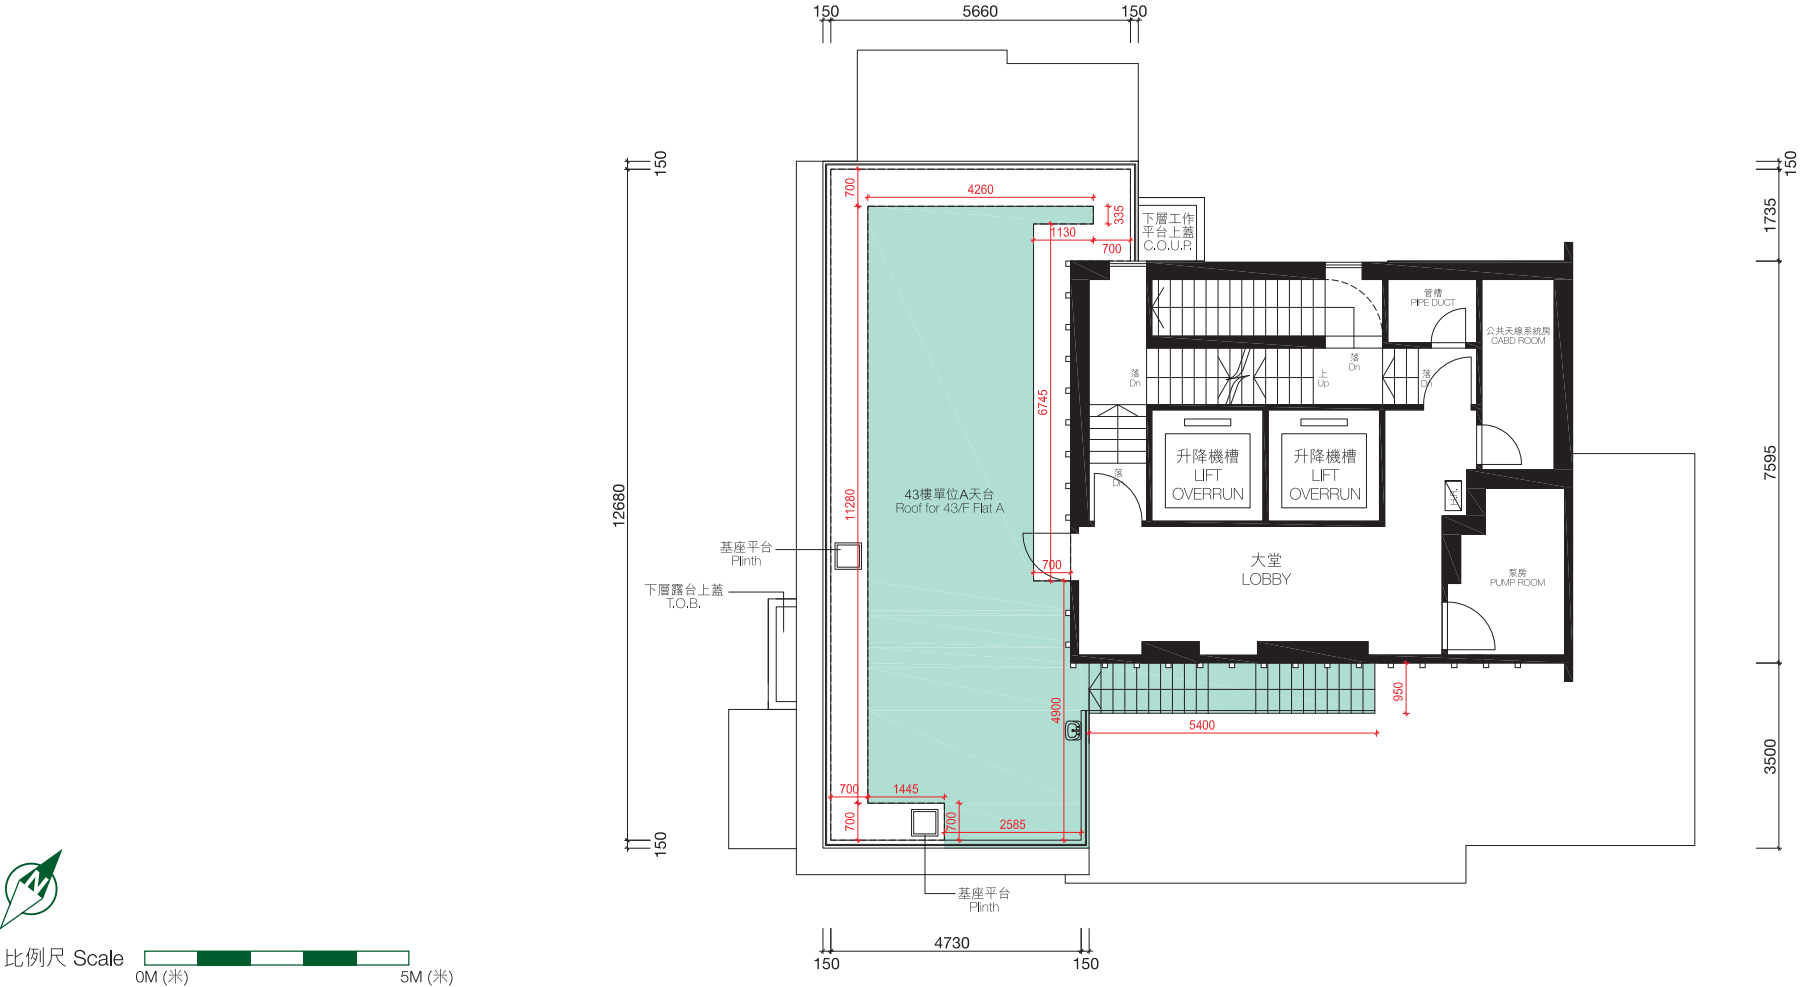 150
5660
150
150
150
700
4260
335
1130
700
下層工作
平台上蓋
C.O.U.P.
1735
管槽
PIPE DUCT
公共天線系統房
CABD ROOM
落
Dn
上
Up
落
Dn
落
Dn
6745
升降機槽
LIFT
OVERRUN
升降機槽
LIFT
OVERRUN
落
Dn
7595
12680
11280
43樓單位A天台
Roof for 43/F Flat A
基座平台
Plinth
700
大堂
LOBBY
泵房
PUMP ROOM
下層露台上蓋
T.O.B.
4900
950
5400
3500
700
1445
700
700
2585
150
基座平台
Plinth
N
比例尺 Scale
0M (米)
5M (米)
4730
150
150